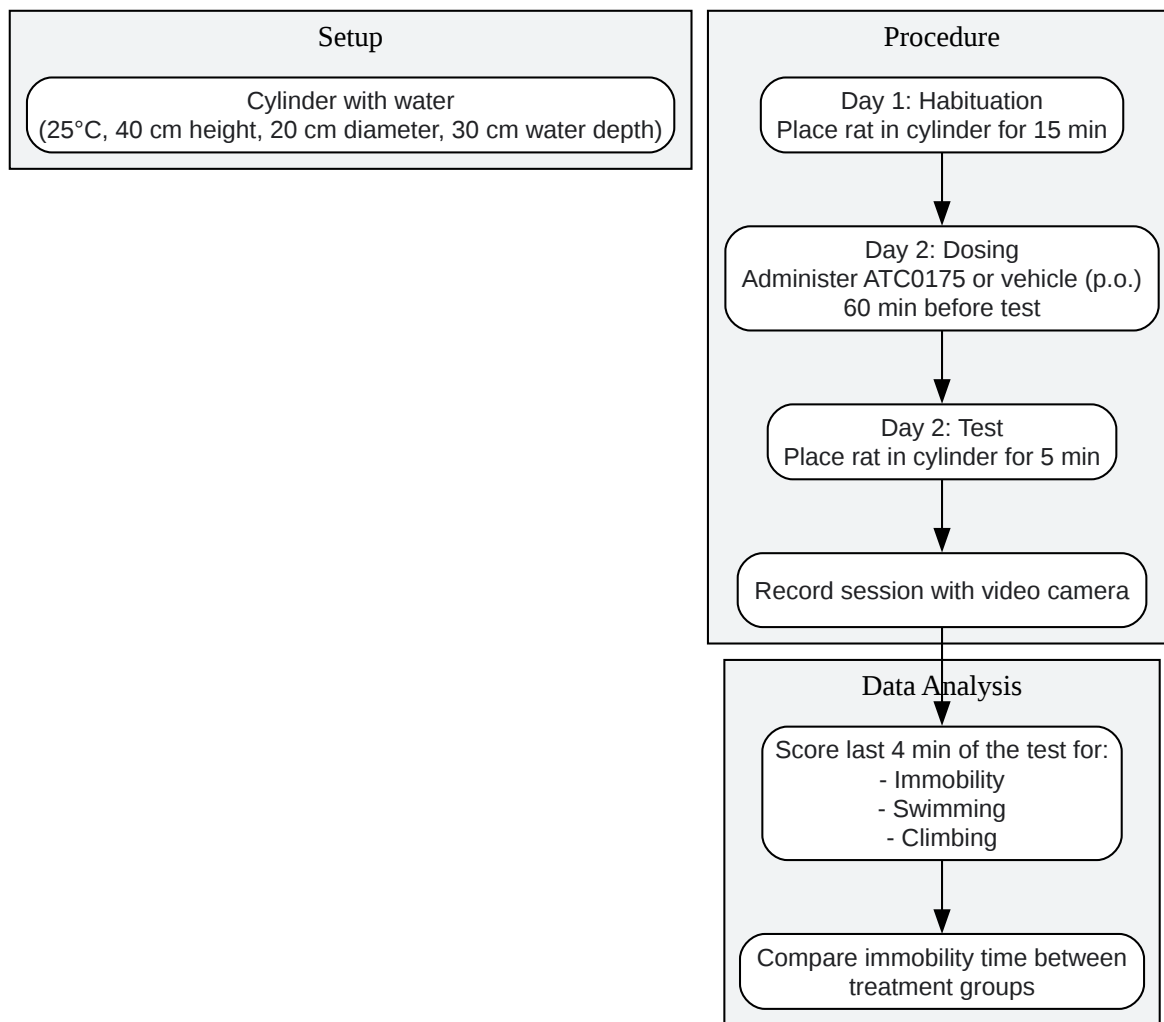 Setup
Cylinder with water
(25°C, 40 cm height, 20 cm diameter, 30 cm water depth)
Procedure
Day 1: Habituation
Place rat in cylinder for 15 min
Day 2: Dosing
Administer ATC0175 or vehicle (p.o.)
60 min before test
Day 2: Test
Place rat in cylinder for 5 min
Record session with video camera
Data Analysis
Score last 4 min of the test for:
- Immobility
- Swimming
- Climbing
Compare immobility time between
treatment groups